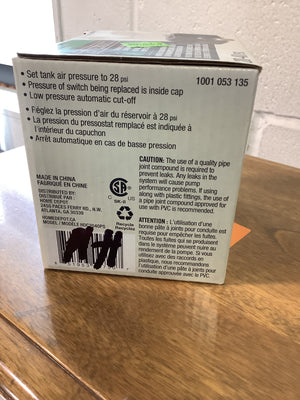 • Set tank air pressure to 28 psi
1001 053 135
• Pressure of switch being replaced is inside cap
• Low pressure automatic cut-off
• Réglez la pression d'air du réservoir à 28 psi
• La pression du pressostat remplacé est indiquée à
l'intérieur du capuchon
• Arrêt automatique en cas de basse pression
MADE IN CHINA
FABRIQUÉ EN CHINE
DISTRIBUTED BY:
DISTRIBUÉ PAR :
HOME DEPOT
2455 PACES FERRY RD., N.W.
ATLANTA, GA 30339
HOMEDEPOT.CA
MODEL / MODÈLE
C US
Recycle
Recyclez
CAUTION: The use of a quality pipe
joint compound is required to
prevent leaks. Any leaks in the
system will cause pump
performance problems. If using
along with plastic fittings, the use of
a pipe joint compound approved for
use with PVC is recommended.
ATTENTION : L'utilisation d'une
bonne pâte à joints pour conduite est
requise pour empêcher les fuites.
Toutes les fuites qui se produiront
dans le système peuvent nuire au
rendement de la pompe. Si vous
utilisez avec des raccords en
plastique, l'utilisation d'une pâte à joints pour
conduite approuvée avec le PVC